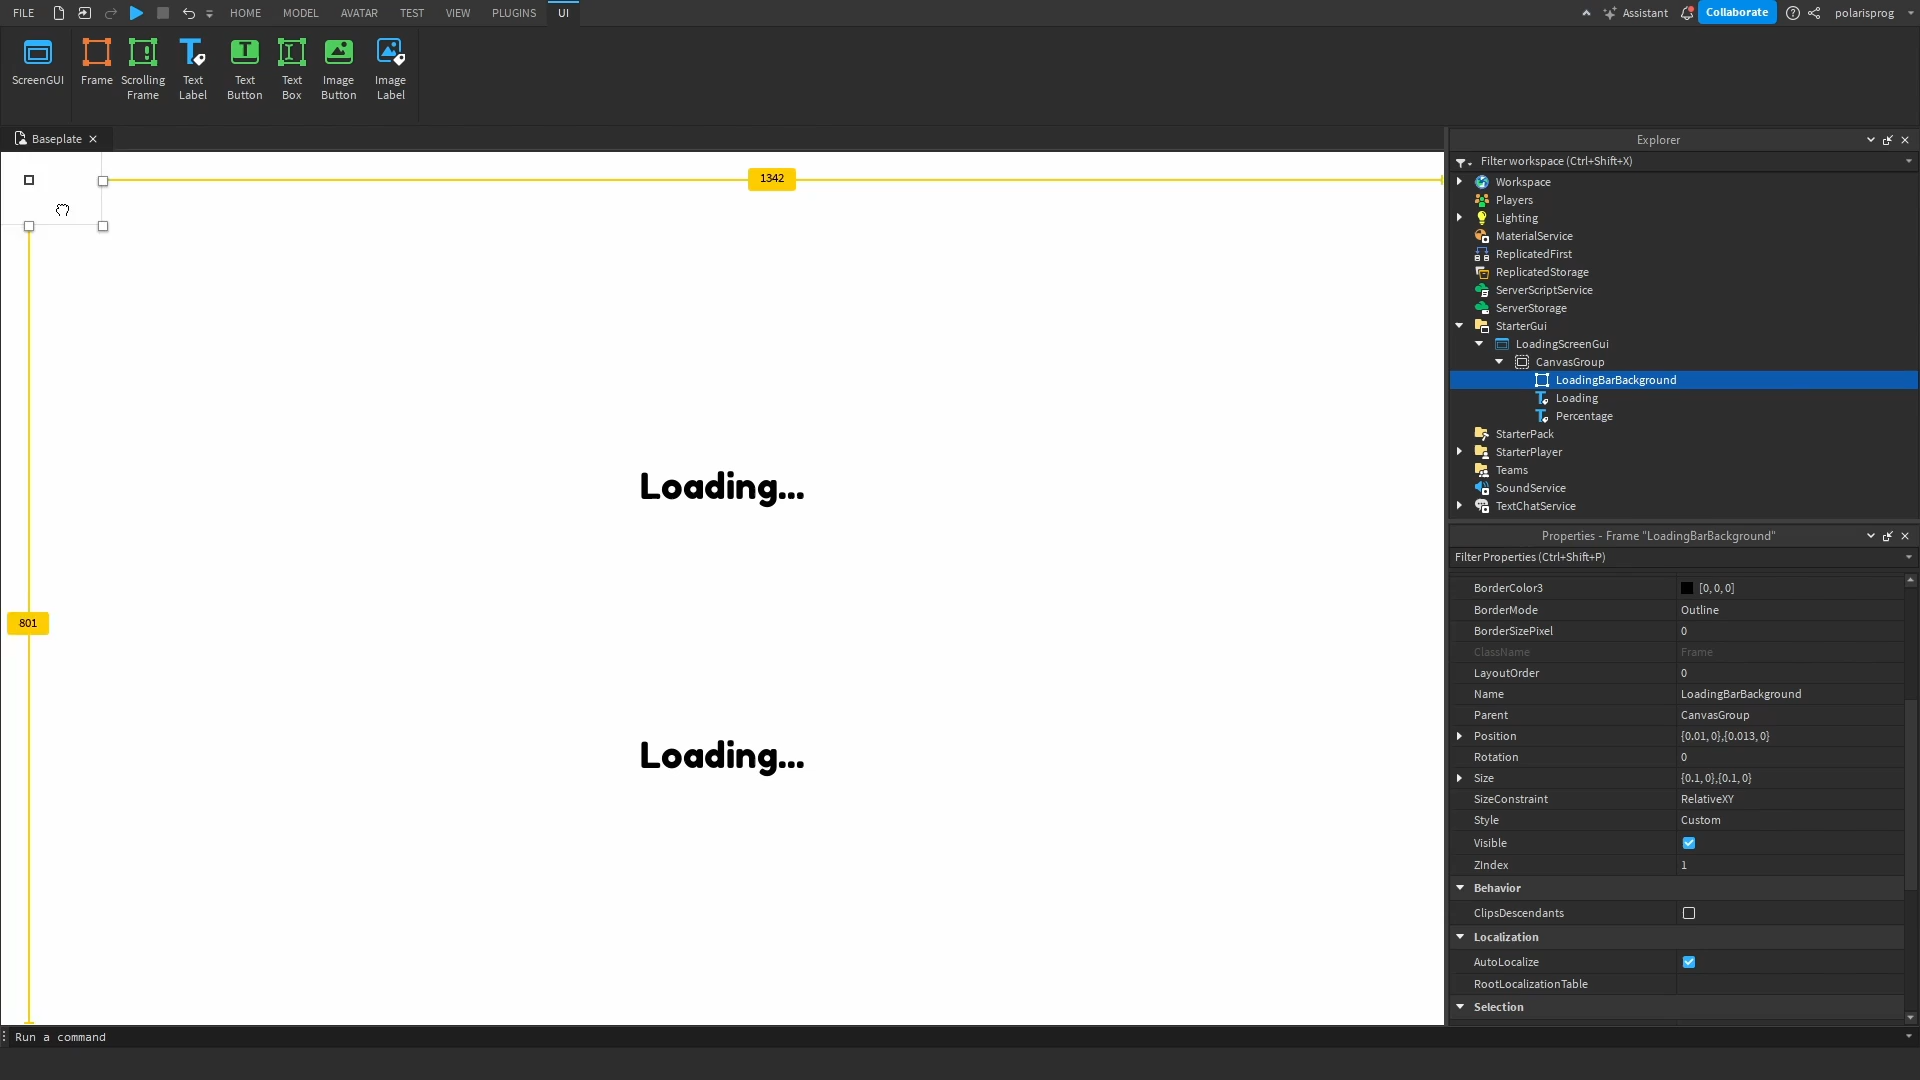 FILE HOME MODEL AVATAR TEST VIEW PLUGINS UI Assistant Collaborate polarisprog
ScreenGUI Frame Scrolling Frame Text Label Text Button Text Box Image Button Image Label
Baseplate
Explorer
Filter workspace (Ctrl+Shift+X)
Workspace
Players
Lighting
MaterialService
ReplicatedFirst
ReplicatedStorage
ServerScriptService
ServerStorage
StarterGui
LoadingScreenGui
CanvasGroup
LoadingBarBackground
Loading
Percentage
StarterPack
StarterPlayer
Teams
SoundService
TextChatService
1342
Loading...
801
Loading...
Properties - Frame "LoadingBarBackground"
Filter Properties (Ctrl+Shift+P)
BorderColor3 [0, 0, 0]
BorderMode Outline
BorderSizePixel 0
ClassName Frame
LayoutOrder 0
Name LoadingBarBackground
Parent CanvasGroup
Position {0.01, 0},{0.013, 0}
Rotation 0
Size {0.1, 0},{0.1, 0}
SizeConstraint RelativeXY
Style Custom
Visible
ZIndex 1
Behavior
ClipsDescendants
Localization
AutoLocalize
RootLocalizationTable
Selection
Run a command